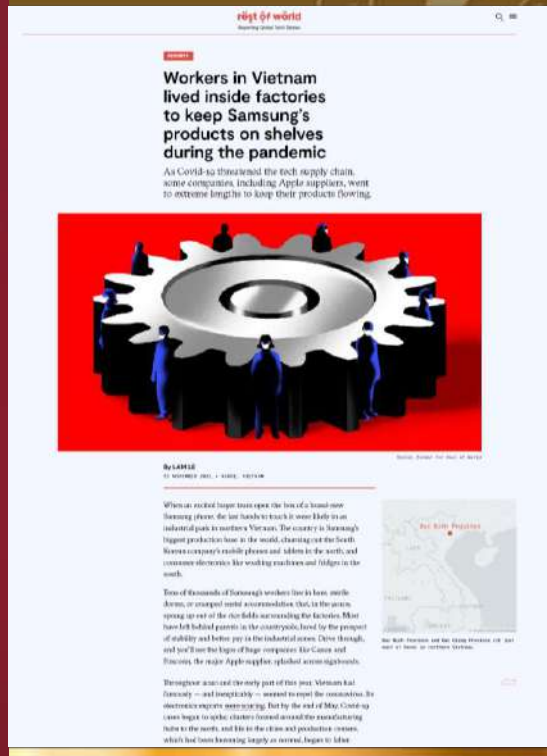 rest of world
Reporting Global Tech Stories
Workers in Vietnam
lived inside factories
to keep Samsung's
products on shelves
during the pandemic
As Covid-19 threatened the tech supply chain,
some companies, including Apple suppliers, went
to extreme lengths to keep their products flowing.
By LAM LE
When an excited buyer tears open the box of a brand-new
Samsung phone, the last hands to touch it were likely in an
industrial park in northern Vietnam. The country is Samsung's
biggest production base in the world, churning out the South
Korean company's mobile phones and tablets in the north, and
consumer electronics like washing machines and fridges in the
south.
Bac Ninh Province
Tens of thousands of Samsung's workers live in bare, sterile
dorms, or cramped rental accommodation that, in the
sprung up out of the rice fields surrounding the factories. Most
have left behind parents in the countryside, lured by the prospect
of stability and better pay in the industrial zones. Drive through,
and you'll see the logos of huge companies like Canon and
Foxconn, the major Apple supplier, splashed across signboards.
Throughout 2020 and the early part of this year, Vietnam had
famously — and inexplicably — seemed to repel the coronavirus. Its
electronics exports were soaring. But by the end of May, Covid-19
cases began to spike, clusters formed around the manufacturing
hubs in the north, and life in the cities and production centers,
which had been humming largely as normal, began to falter.